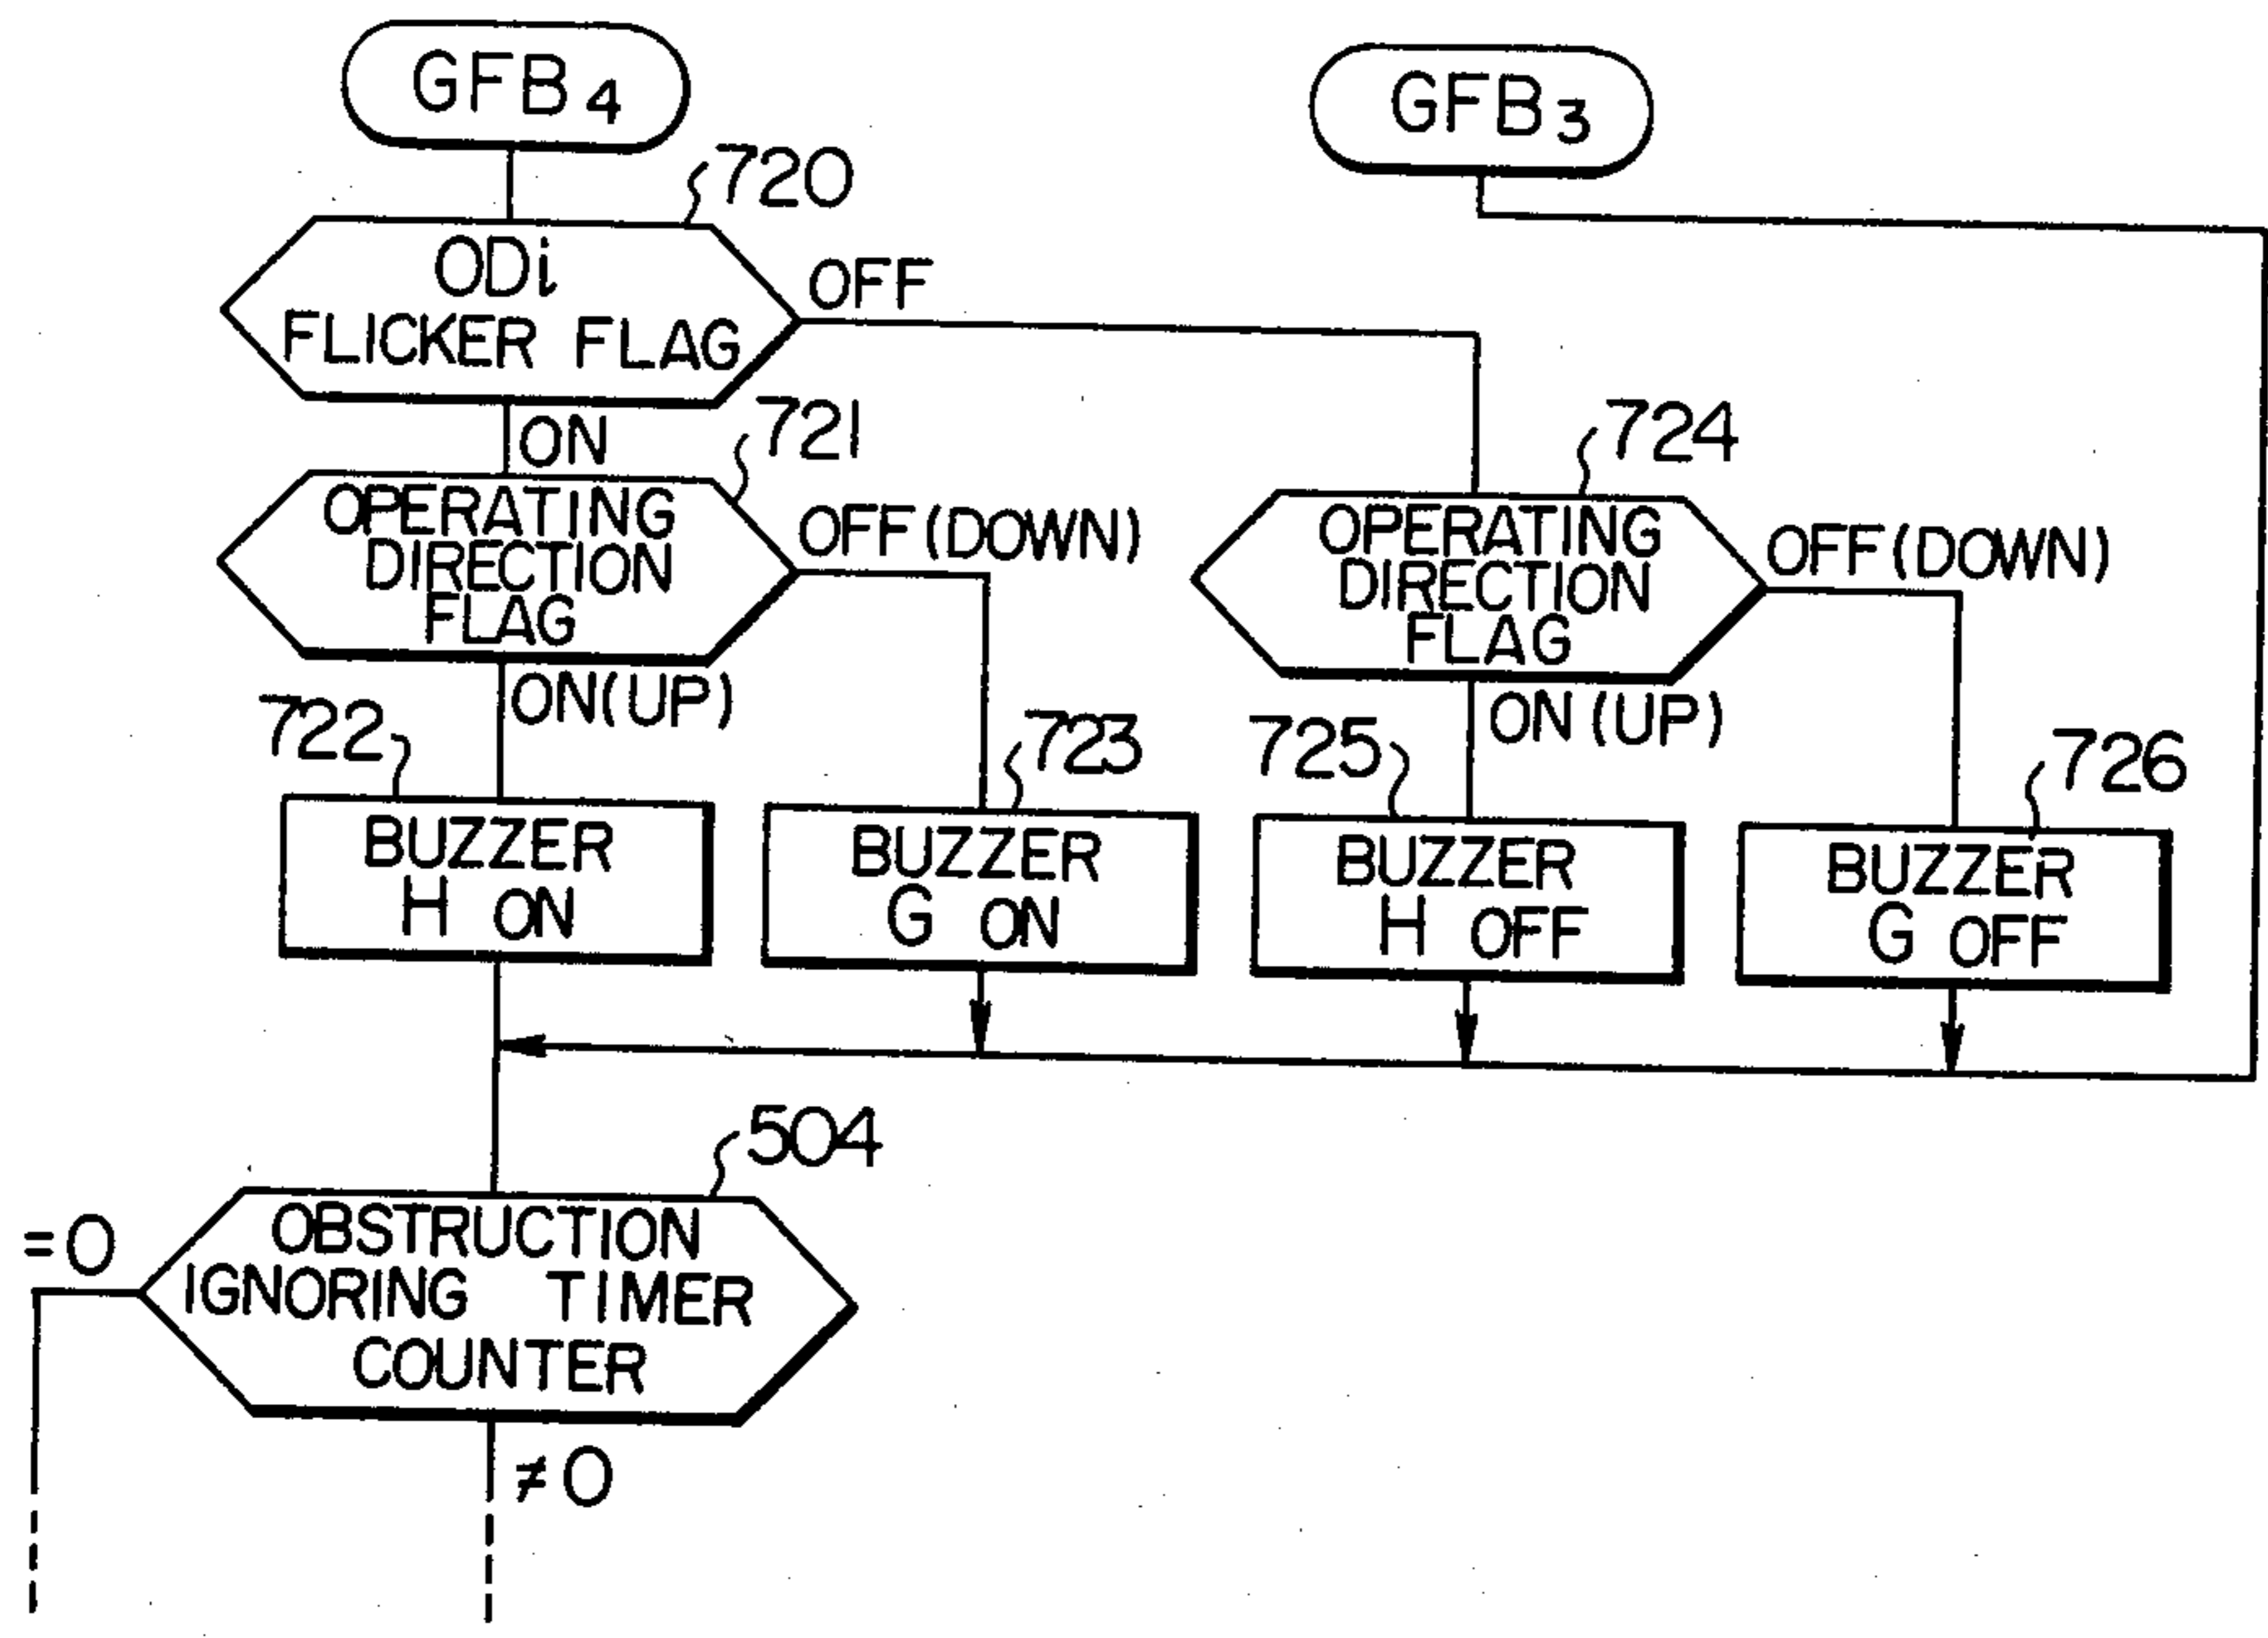 GFB4
GFB3
720
ODi
FLICKER FLAG
OFF
ON
721
OPERATING
DIRECTION
FLAG
OFF(DOWN)
724
OPERATING
DIRECTION
FLAG
OFF(DOWN)
ON(UP)
ON(UP)
722
723
725
726
BUZZER
H ON
BUZZER
G ON
BUZZER
H OFF
BUZZER
G OFF
504
OBSTRUCTION
IGNORING TIMER
COUNTER
=0
≠0